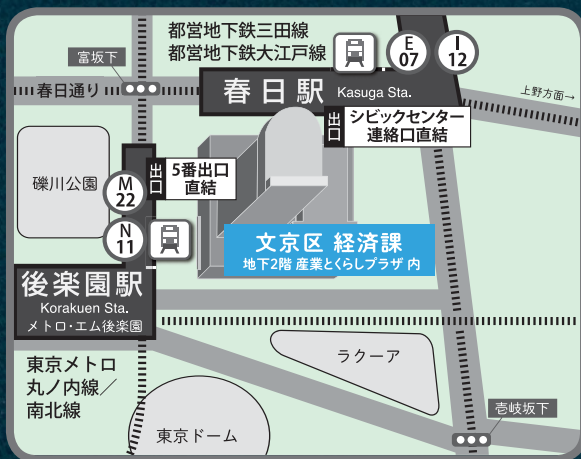 都営地下鉄三田線
都営地下鉄大江戸線
E
07
I
12
富坂下
春日通り
春日駅 Kasuga Sta.
上野方面→
出口
シビックセンター
連絡口直結
礫川公園
M
22
出口
5番出口
直結
N
11
文京区 経済課
地下2階 産業とくらしプラザ 内
後楽園駅
Korakuen Sta.
メトロ・エム後楽園
東京メトロ
丸ノ内線／
南北線
ラクーア
東京ドーム
壱岐坂下